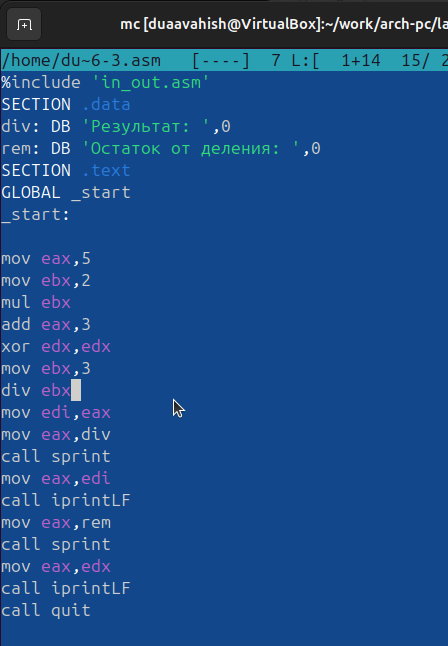 mc [duaavahish@VirtualBox]:~/work/arch-pc/la
/home/du~6-3.asm   [----]  7 L:[  1+14  15/ 2
%include 'in_out.asm'
SECTION .data
div: DB 'Результат: ',0
rem: DB 'Остаток от деления: ',0
SECTION .text
GLOBAL _start
_start:
mov eax,5
mov ebx,2
mul ebx
add eax,3
xor edx,edx
mov ebx,3
div ebx
mov edi,eax
mov eax,div
call sprint
mov eax,edi
call iprintLF
mov eax,rem
call sprint
mov eax,edx
call iprintLF
call quit